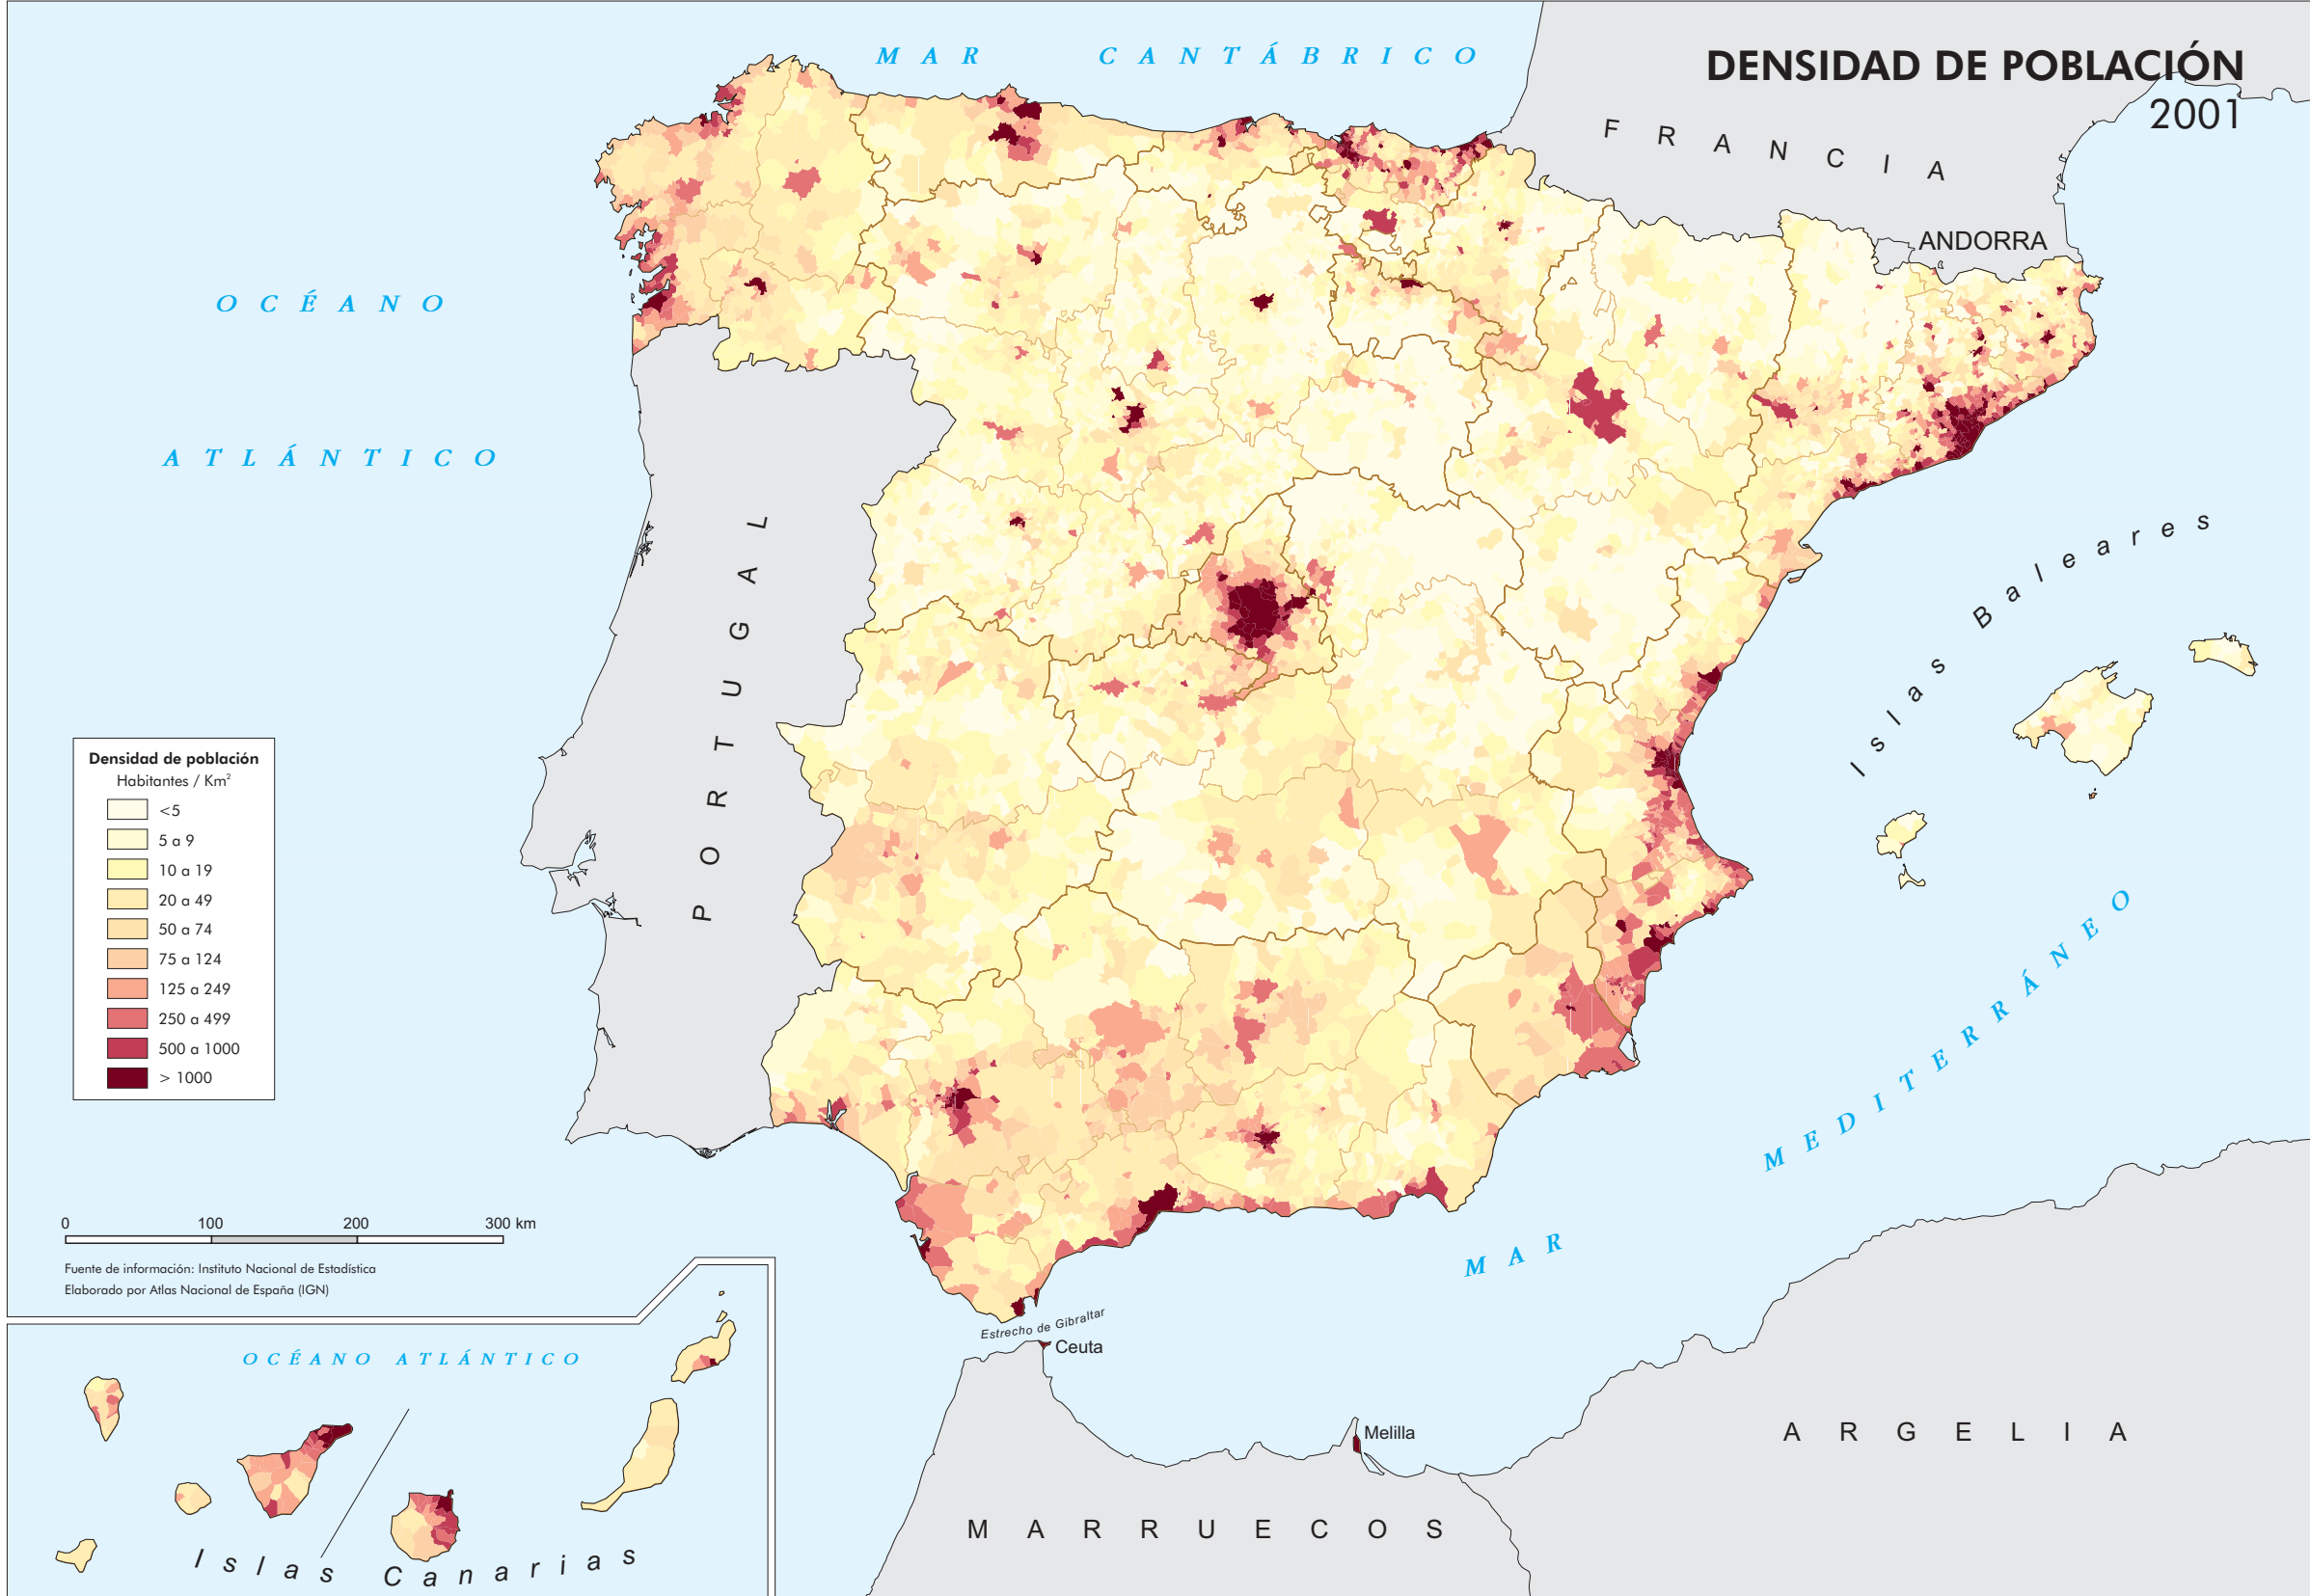 DENSIDAD DE POBLACIÓN
2001
MAR CANTÁBRICO
FRANCIA
ANDORRA
OCÉANO
ATLÁNTICO
PORTUGAL
Islas Baleares
MAR MEDITERRÁNEO
Densidad de población
Habitantes / Km²
<5
5 a 9
10 a 19
20 a 49
50 a 74
75 a 124
125 a 249
250 a 499
500 a 1000
> 1000
0 100 200 300 km
Fuente de información: Instituto Nacional de Estadística
Elaborado por Atlas Nacional de España (IGN)
Estrecho de Gibraltar
Ceuta
Melilla
OCÉANO ATLÁNTICO
Islas Canarias
MARRUECOS
ARGELIA